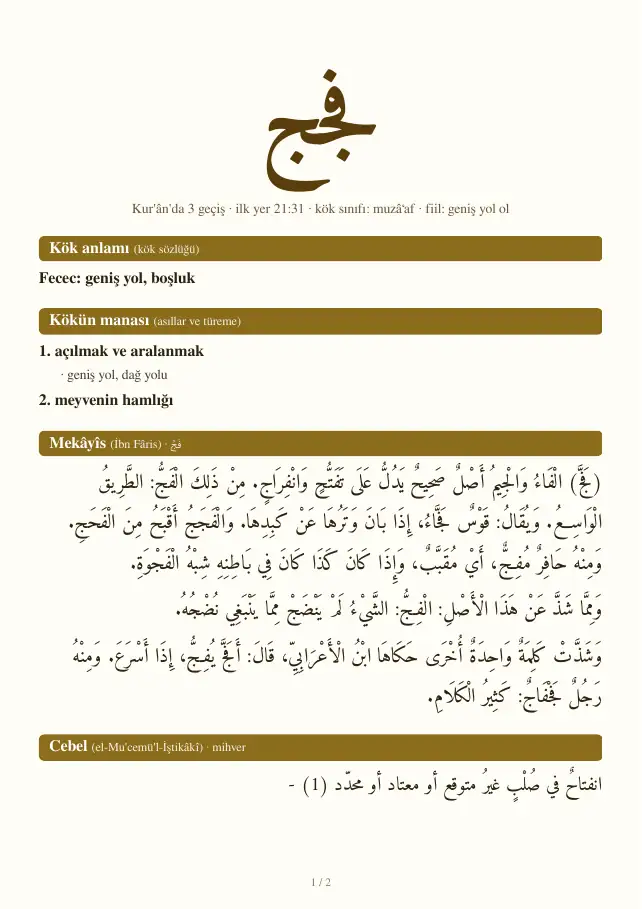 فجج
Kur'ân'da 3 geçiş · ilk yer 21:31 · kök sınıfı: muzâ'af · fiil: geniş yol ol
Kök anlamı (kök sözlüğü)
Fecec: geniş yol, boşluk
Kökün manası (asıllar ve türeme)
1. açılmak ve aralanmak
· geniş yol, dağ yolu
2. meyvenin hamlığı
Mekâyîs (İbn Fâris) · فَجَّ
(فَجَّ) الْفَاءُ وَالْجِيمُ أَصْلٌ صَحِيحٌ يَدُلُّ عَلَى تَفَتُّحٍ وَانْفِرَاجٍ. مِنْ ذَلِكَ الْفَجُّ: الطَّرِيقُ
الْوَاسِعُ. وَيُقَالُ: قَوْسٌ فَجَّاءُ، إِذَا بَانَ وَتَرُهَا عَنْ كَبِدِهَا. وَالْفَجَجُ أَقْبَحُ مِنَ الْفَحَجِ.
وَمِنْهُ حَافِرٌ مُفِجٌّ، أَيْ مُقَبَّبٌ، وَإِذَا كَانَ كَذَا كَانَ فِي بَاطِنِهِ شِبْهُ الْفَجْوَةِ.
وَمِمَّا شَذَّ عَنْ هَذَا الْأَصْلِ: الْفِجُّ: الشَّيْءُ لَمْ يَنْضَجْ مِمَّا يَنْبَغِي نُضْجُهُ.
وَشَذَّتْ كَلِمَةٌ وَاحِدَةٌ أُخْرَى حَكَاهَا ابْنُ الْأَعْرَابِيِّ، قَالَ: أَفَجَّ يُفِجُّ، إِذَا أَسْرَعَ. وَمِنْهُ
رَجُلٌ فَجْفَاجٌ: كَثِيرُ الْكَلَامِ.
Cebel (el-Mu'cemü'l-İştikâkî) · mihver
انفتاحٌ في صُلْبٍ غيرُ متوقع أو معتاد أو محدّد (1) -
1 / 2